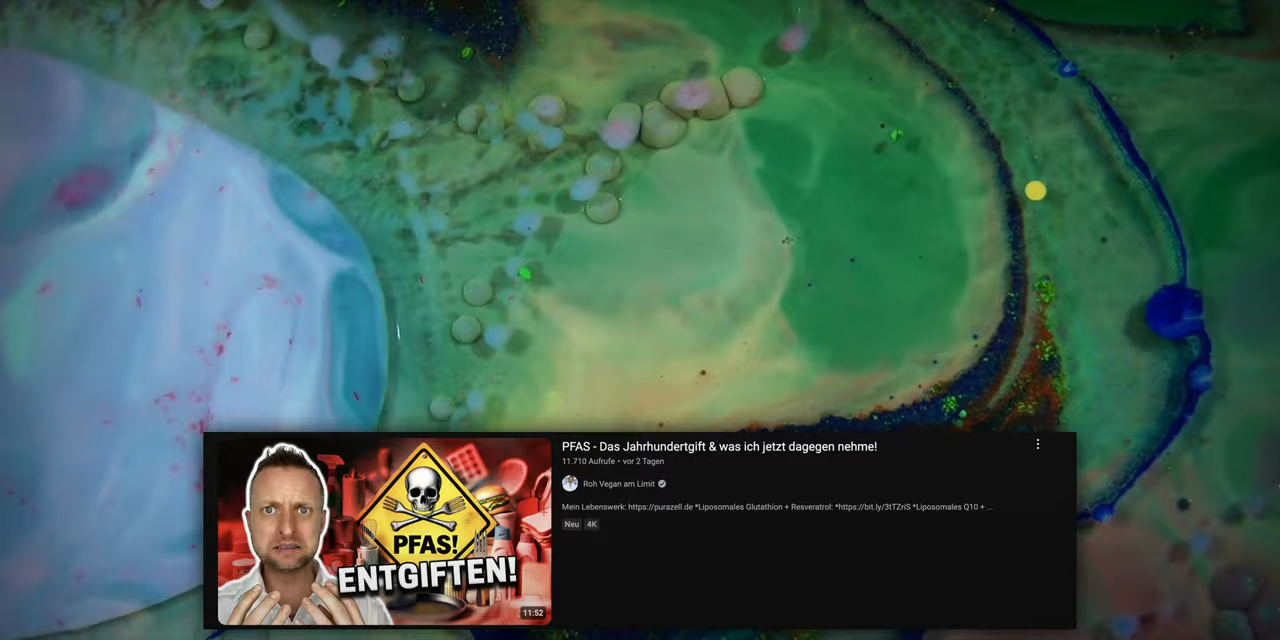 PFAS!
ENTGIFTEN!
11:52
PFAS - Das Jahrhundertgift & was ich jetzt dagegen nehme!
11.710 Aufrufe • vor 2 Tagen
Roh Vegan am Limit
Mein Lebenswerk: https://purazell.de *Liposomales Glutathion + Resveratrol: *https://bit.ly/3tTZriS *Liposomales Q10 + ...
Neu
4K